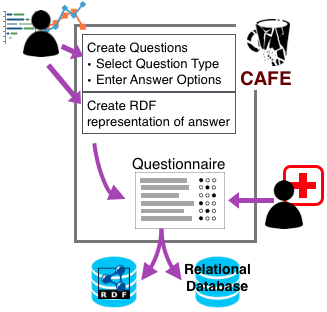 Create Questions
• Select Question Type
• Enter Answer Options
CAFE
Create RDF
representation of answer
Questionnaire
RDF
Relational
Database